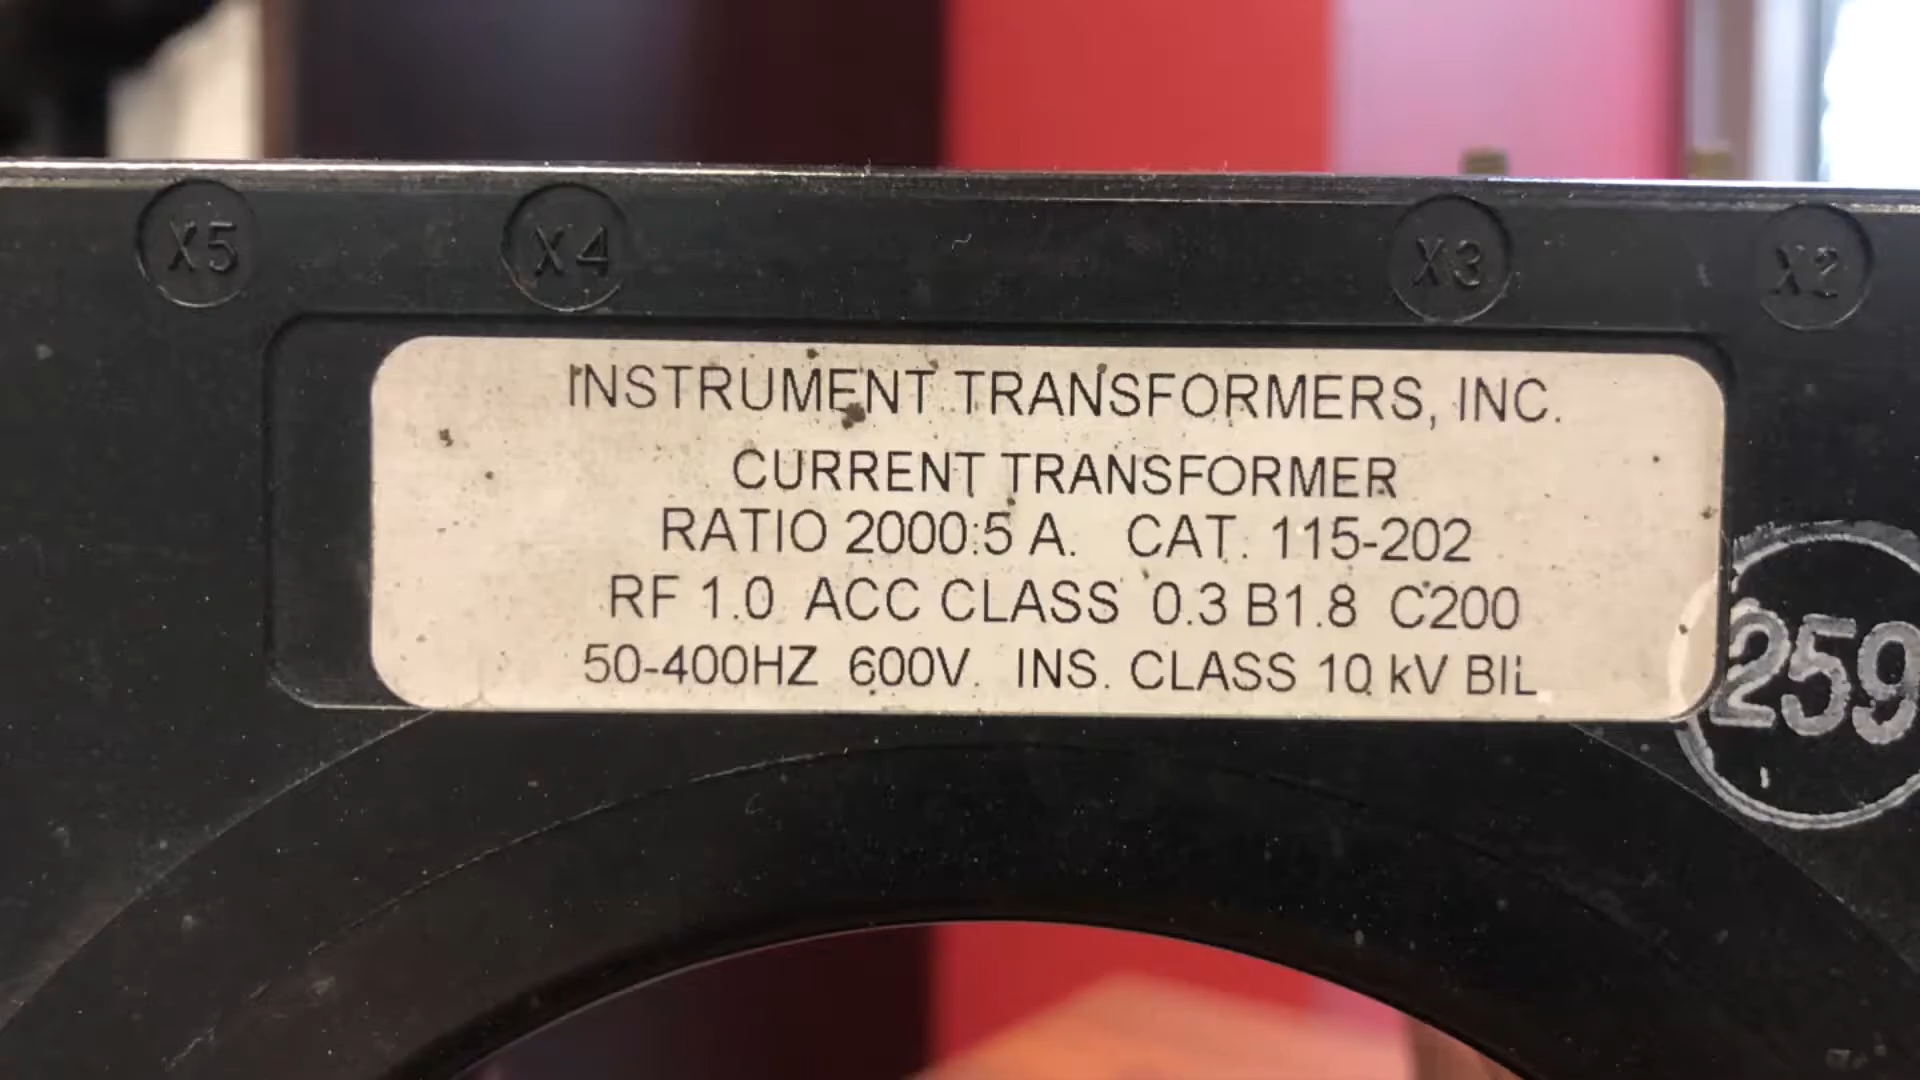 X5 X4 X3 X2
INSTRUMENT TRANSFORMERS, INC.
CURRENT TRANSFORMER
RATIO 2000:5 A. CAT. 115-202
RF 1.0 ACC CLASS 0.3 B1.8 C200
50-400HZ 600V. INS. CLASS 10 kV BIL
259